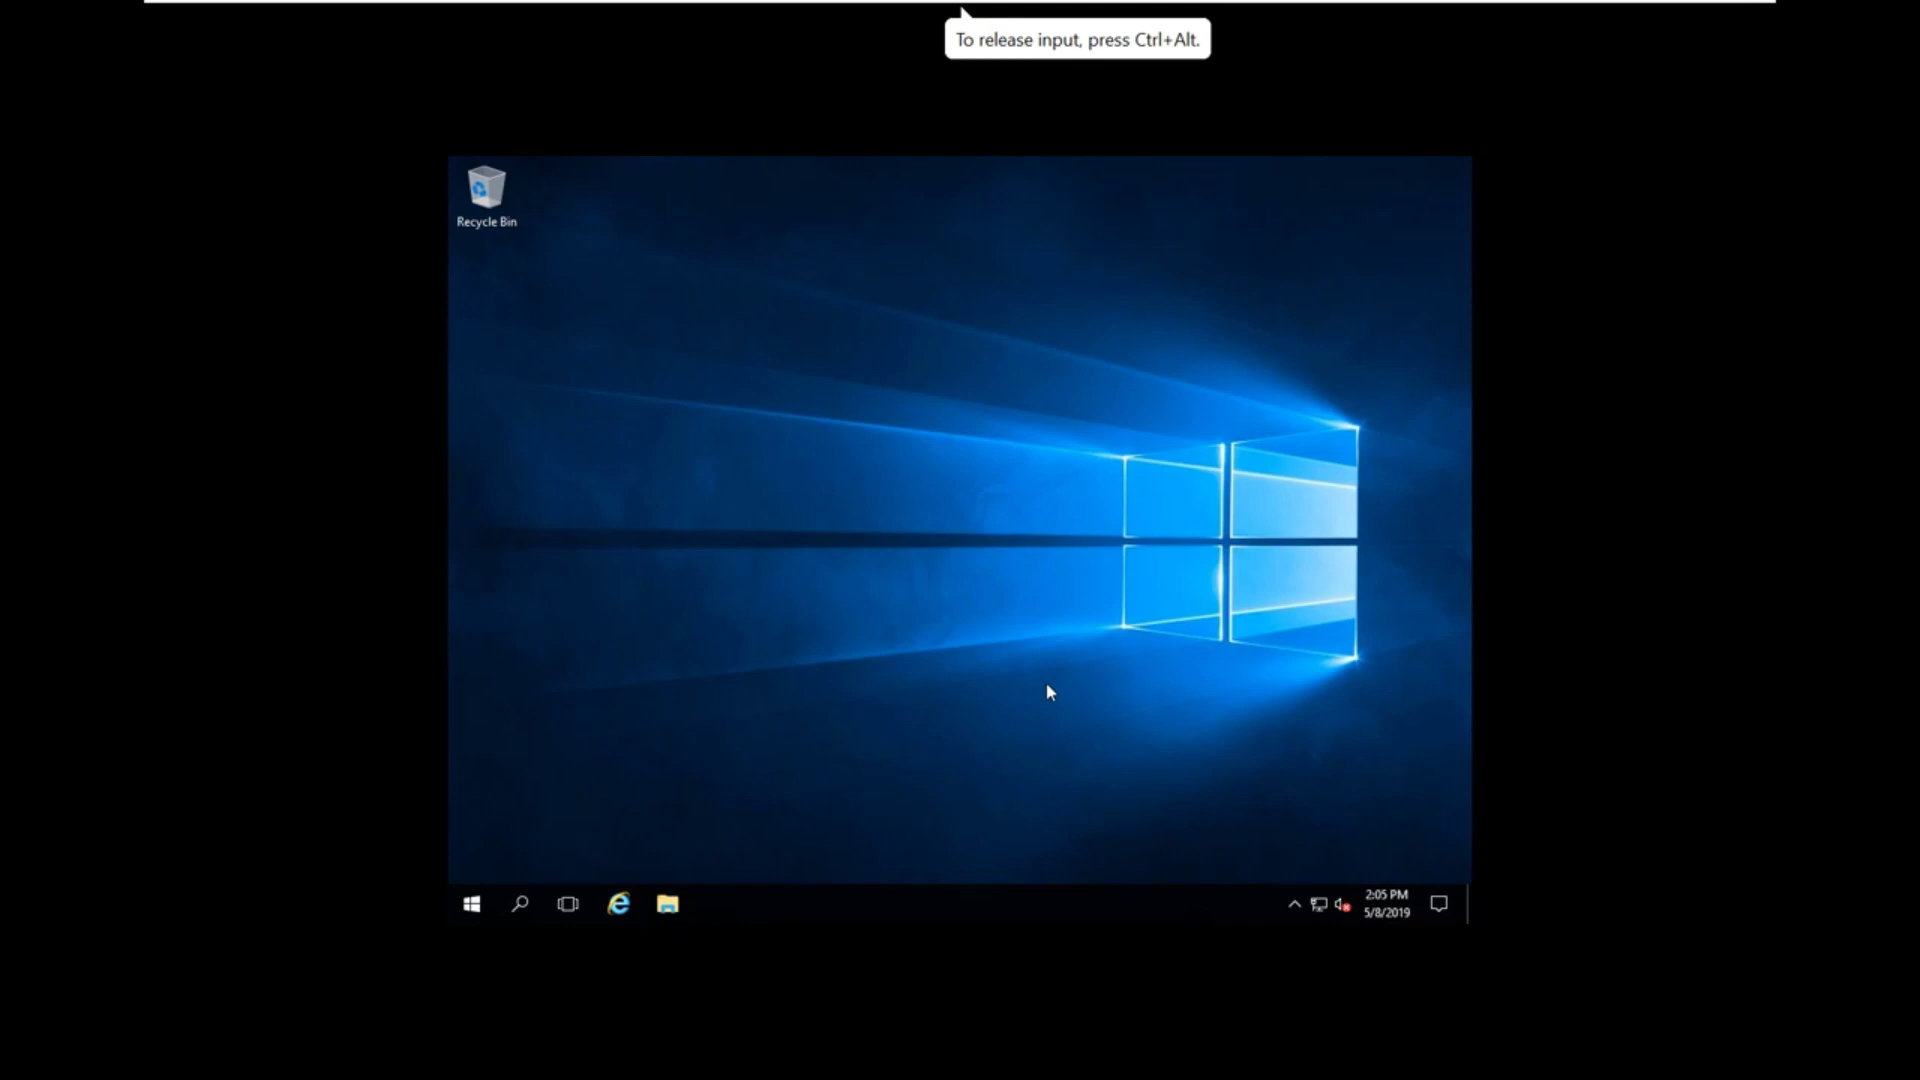 To release input, press Ctrl+Alt.
Recycle Bin
2:05 PM
5/8/2019